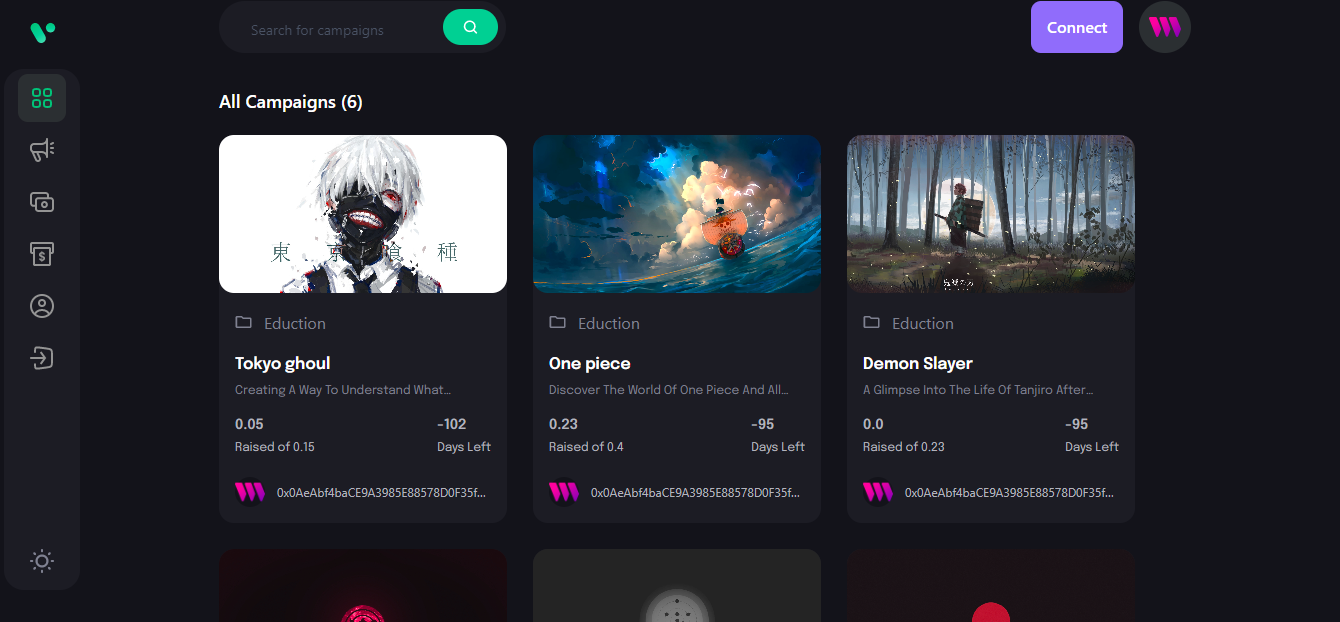 Search for campaigns
Connect
All Campaigns (6)
東 京 喰 種
Eduction
Tokyo ghoul
Creating A Way To Understand What...
0.05
-102
Raised of 0.15
Days Left
0x0AeAbf4baCE9A3985E88578D0F35f...
Eduction
One piece
Discover The World Of One Piece And All...
0.23
-95
Raised of 0.4
Days Left
0x0AeAbf4baCE9A3985E88578D0F35f...
Eduction
Demon Slayer
A Glimpse Into The Life Of Tanjiro After...
0.0
-95
Raised of 0.23
Days Left
0x0AeAbf4baCE9A3985E88578D0F35f...